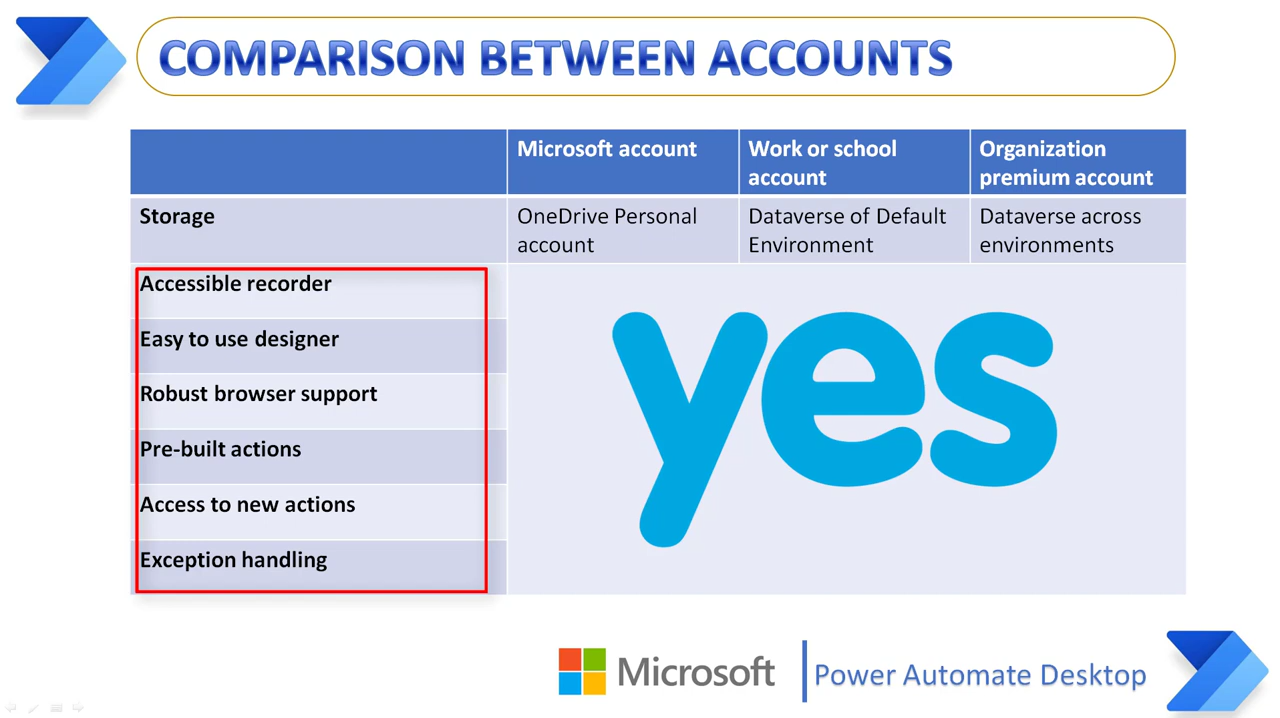 COMPARISON BETWEEN ACCOUNTS
Microsoft account
Work or school
account
Organization
premium account
Storage
OneDrive Personal
account
Dataverse of Default
Environment
Dataverse across
environments
Accessible recorder
Easy to use designer
Robust browser support
Pre-built actions
Access to new actions
Exception handling
yes
Microsoft
Power Automate Desktop